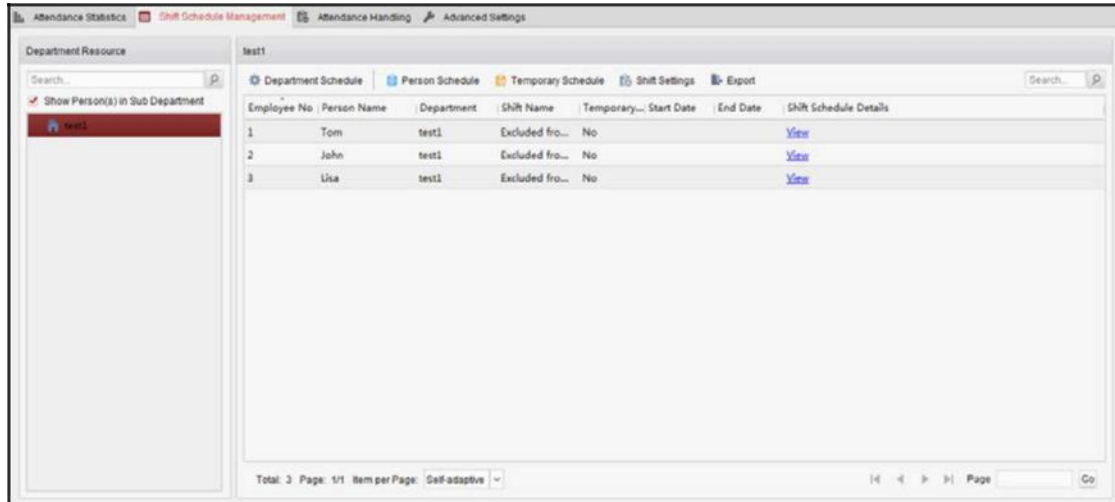 Attendance Statistics Shift Schedule Management Attendance Handling Advanced Settings
Department Resource
test1
Search...
Show Person(s) in Sub Department
test1
Department Schedule Person Schedule Temporary Schedule Shift Settings Export Search...
Employee No Person Name Department Shift Name Temporary... Start Date End Date Shift Schedule Details
1 Tom test1 Excluded fro... No View
2 John test1 Excluded fro... No View
3 Lisa test1 Excluded fro... No View
Total: 3 Page: 1/1 Item per Page: Self-adaptive Page Go